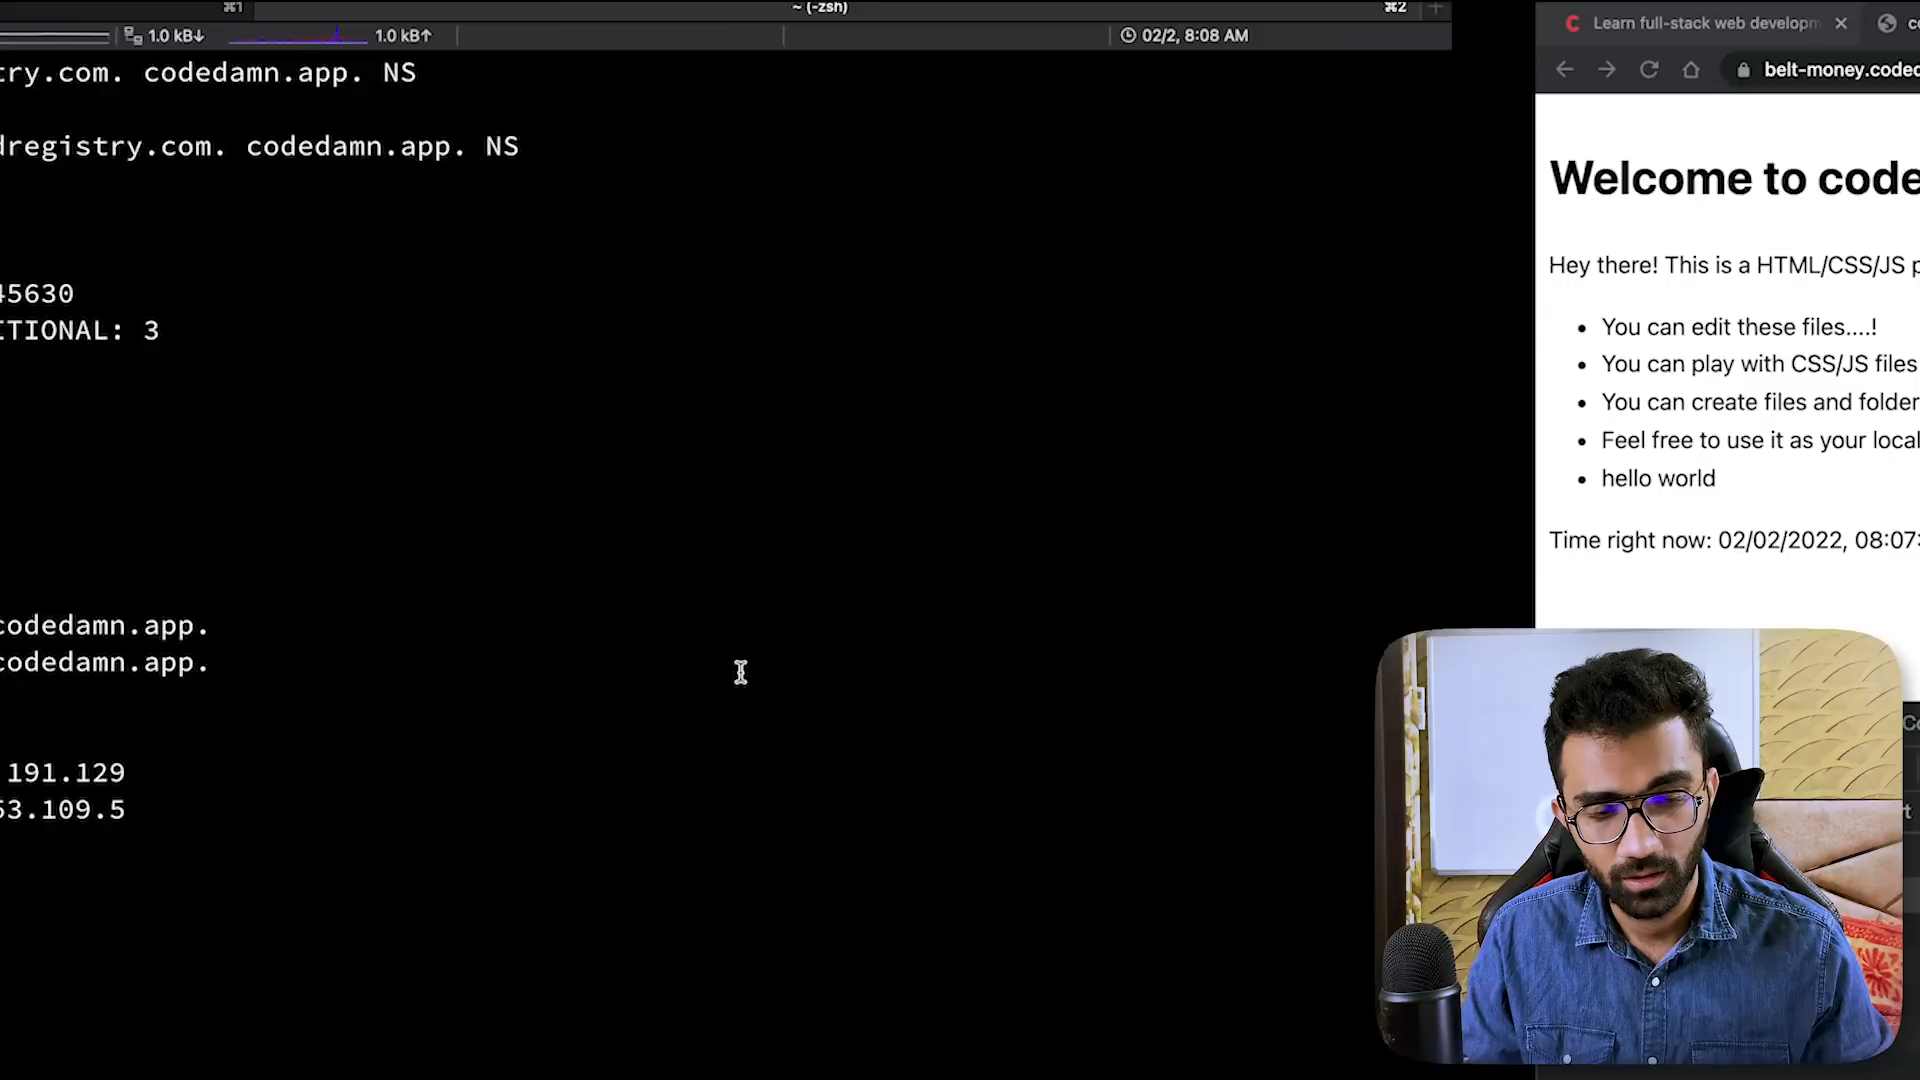 ⌘1
~ (-zsh)
⌘2
1.0 kB↓
1.0 kB↑
02/2, 8:08 AM
try.com. codedamn.app. NS
dregistry.com. codedamn.app. NS
45630
ITIONAL: 3
codedamn.app.
codedamn.app.
.191.129
53.109.5
Learn full-stack web developm
belt-money.coded
Welcome to code
Hey there! This is a HTML/CSS/JS p
• You can edit these files....!
• You can play with CSS/JS files
• You can create files and folder
• Feel free to use it as your local
• hello world
Time right now: 02/02/2022, 08:07: